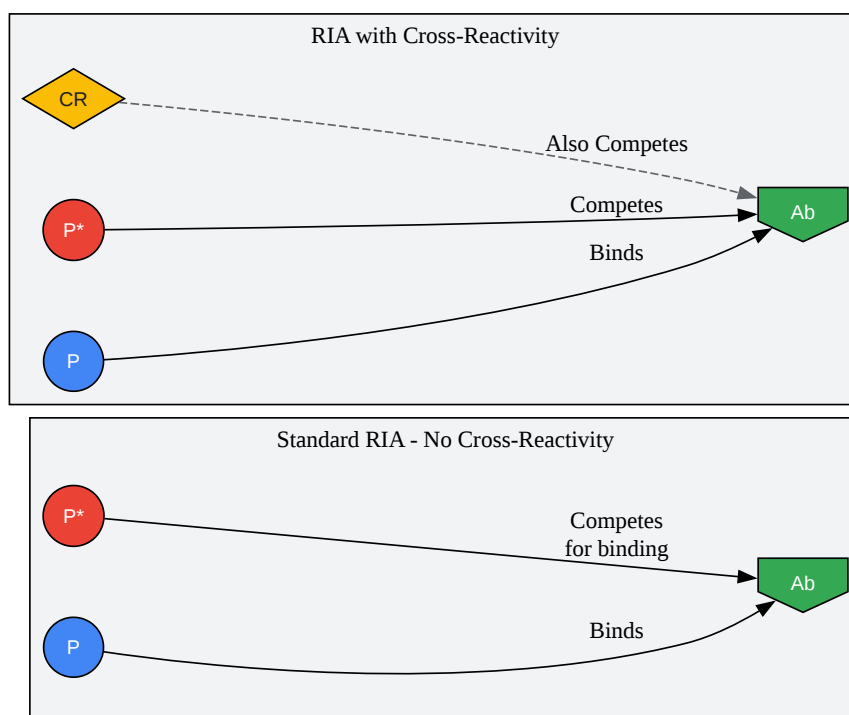 RIA with Cross-Reactivity
CR
Also Competes
P*
Competes
Ab
Binds
P
Standard RIA - No Cross-Reactivity
P*
Competes
for binding
Ab
Binds
P